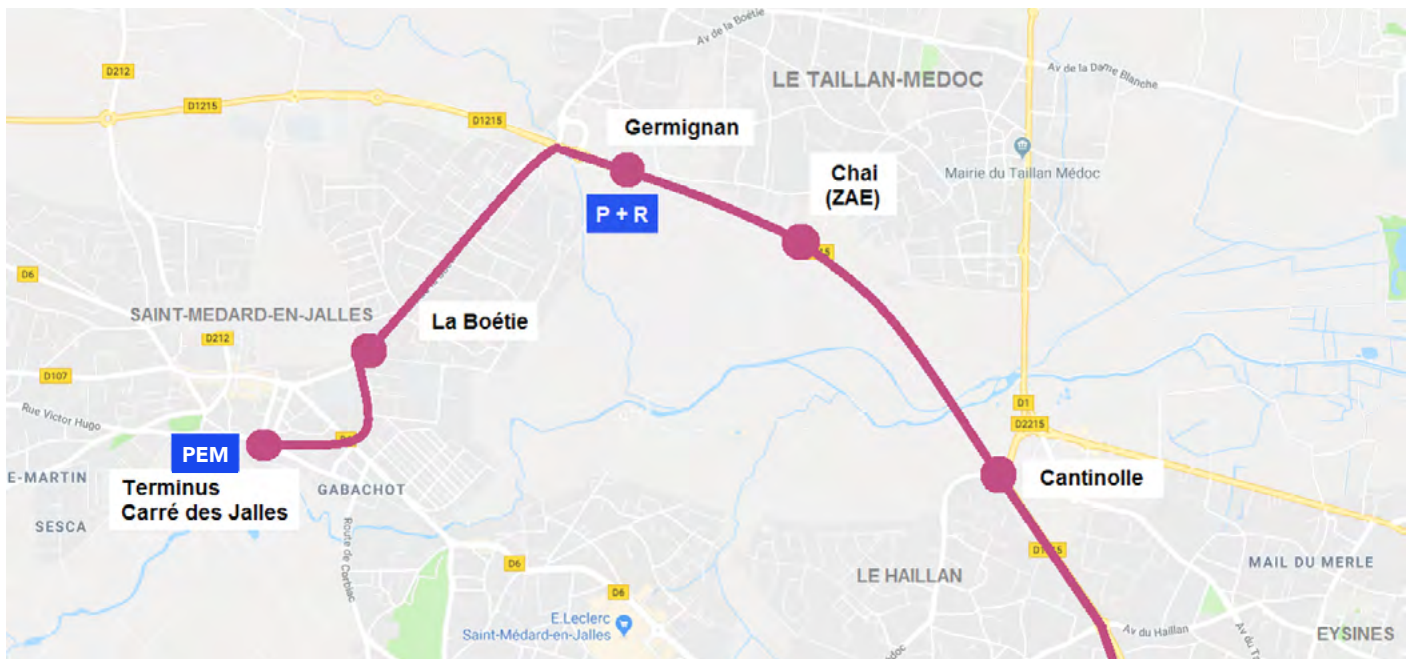 Av de la Boétie
D212
LE TAILLAN-MEDOC
Av de la Dame Blanche
D1215
D1215
Germignan
Mairie du Taillan Médoc
Chai
(ZAE)
P + R
D6
SAINT-MEDARD-EN-JALLES
La Boétie
D212
D107
D1
Rue Victor Hugo
D2215
PEM
E-MARTIN
Terminus
Carré des Jalles
GABACHOT
Cantinolle
SESCA
Route de Corbiac
D6
D6
LE HAILLAN
MAIL DU MERLE
E.Leclerc
Saint-Médard-en-Jalles
Av du Haillan
EYSINES